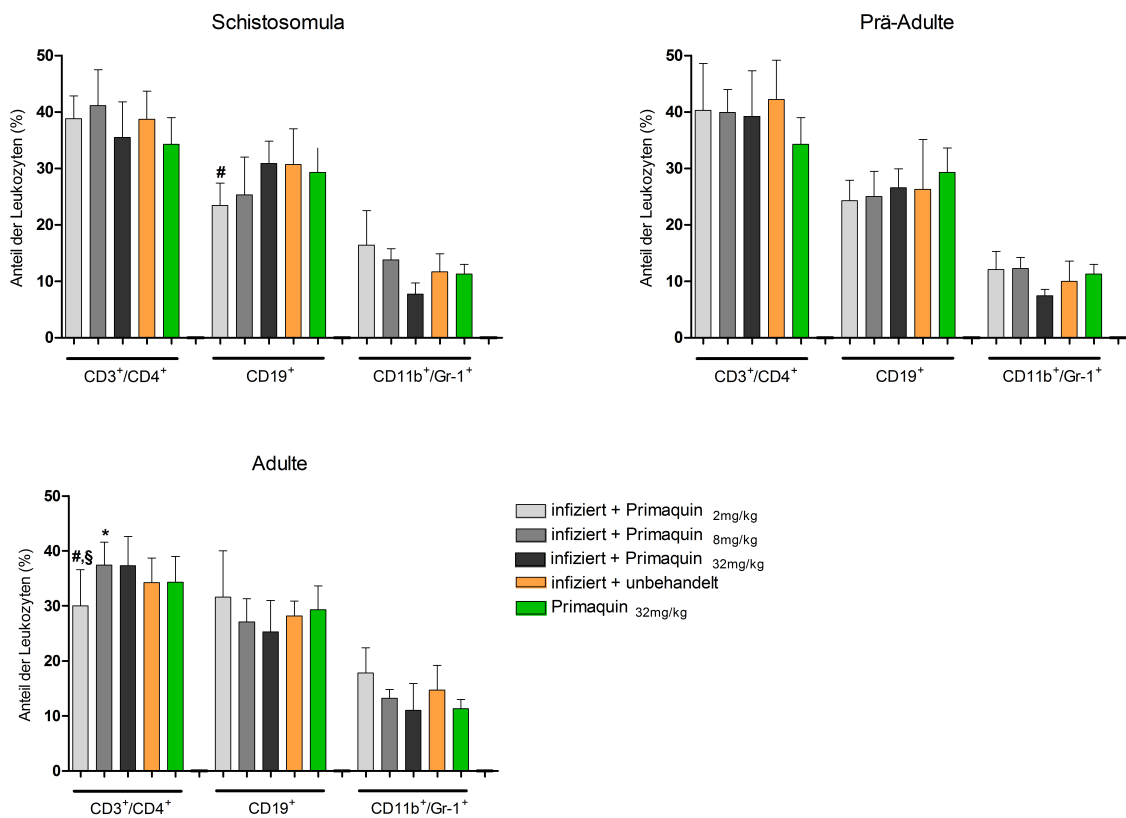 Schistosomula
Anteil der Leukozyten (%)
50
40
30
20
10
0
#
CD3⁺/CD4⁺ CD19⁺ CD11b⁺/Gr-1⁺
Prä-Adulte
Anteil der Leukozyten (%)
50
40
30
20
10
0
CD3⁺/CD4⁺ CD19⁺ CD11b⁺/Gr-1⁺
Adulte
Anteil der Leukozyten (%)
50
40
30
20
10
0
#,§ *
CD3⁺/CD4⁺ CD19⁺ CD11b⁺/Gr-1⁺
infiziert + Primaquin 2mg/kg
infiziert + Primaquin 8mg/kg
infiziert + Primaquin 32mg/kg
infiziert + unbehandelt
Primaquin 32mg/kg